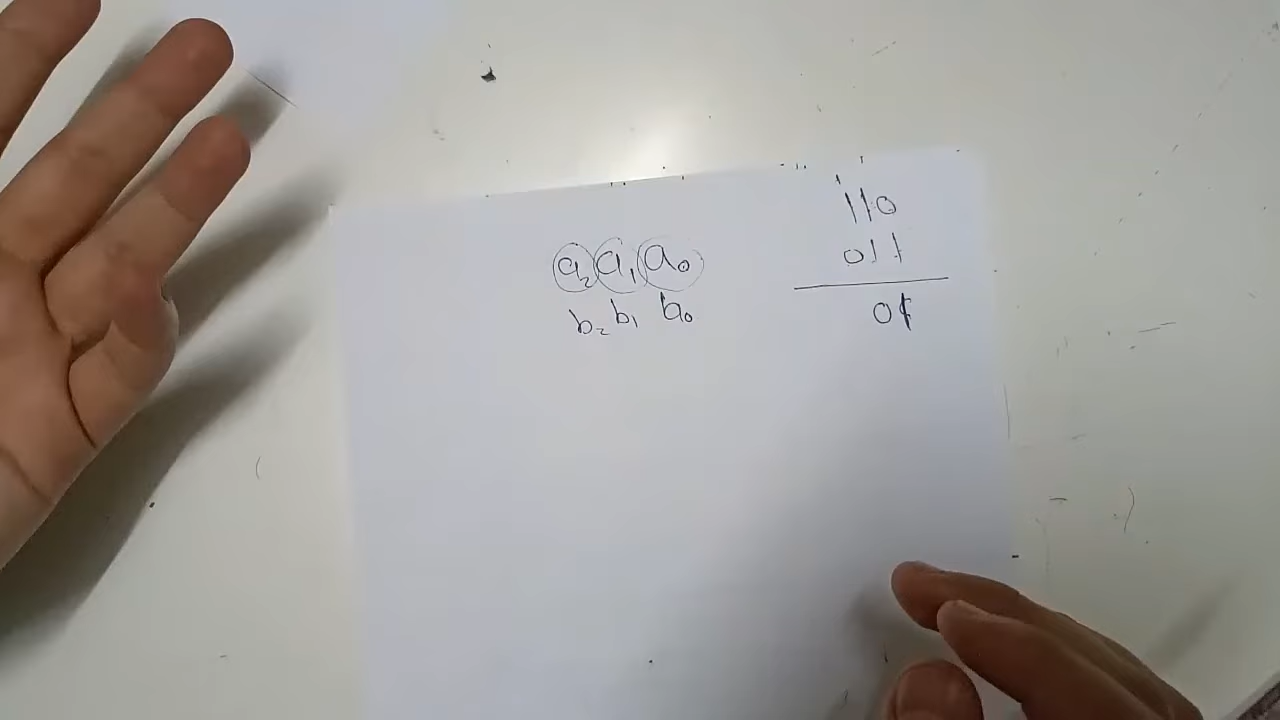 a₂ a₁ a₀
b₂ b₁ b₀
110
011
01